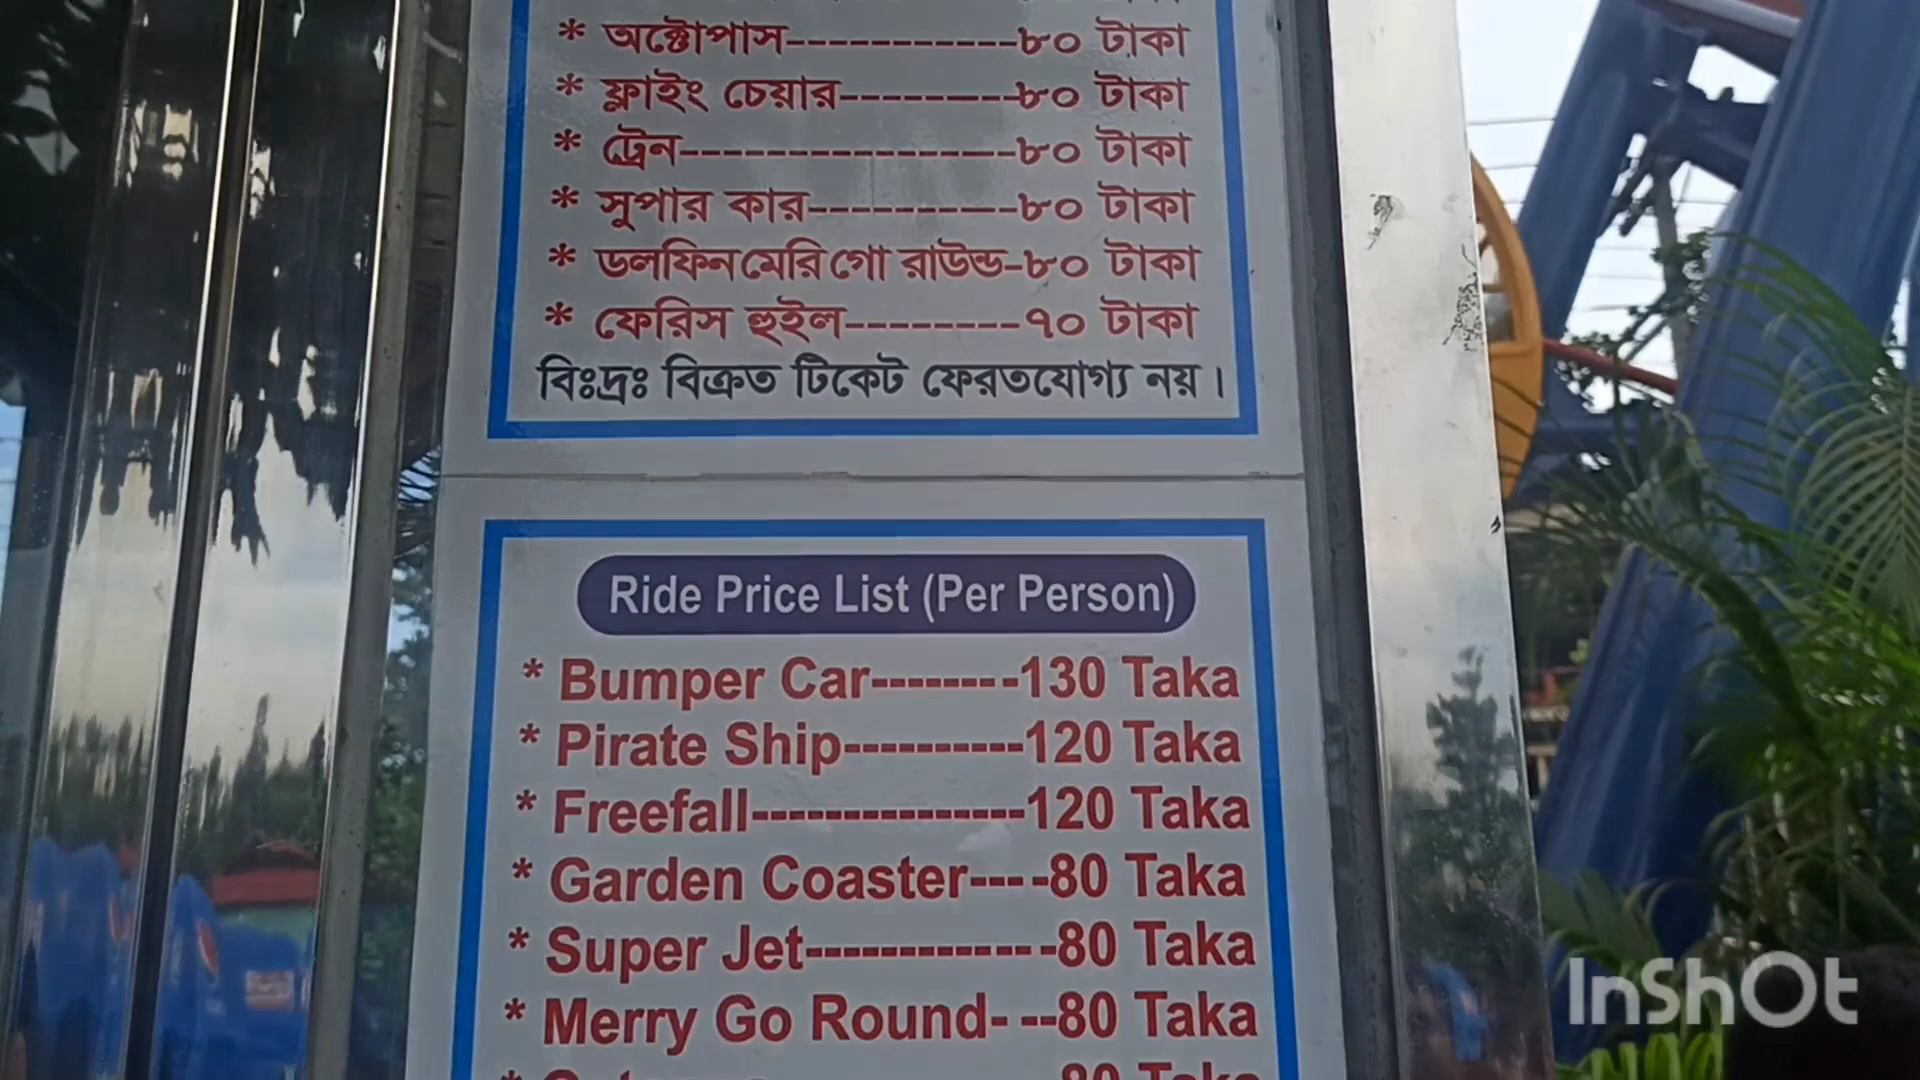 * অক্টোপাস-----------৮০ টাকা
* ফ্লাইং চেয়ার---------৮০ টাকা
* ট্রেন-----------------৮০ টাকা
* সুপার কার----------৮০ টাকা
* ডলফিন মেরি গো রাউন্ড-৮০ টাকা
* ফেরিস হুইল--------৭০ টাকা
বিঃদ্রঃ বিক্রত টিকেট ফেরতযোগ্য নয়।
Ride Price List (Per Person)
* Bumper Car--------130 Taka
* Pirate Ship----------120 Taka
* Freefall---------------120 Taka
* Garden Coaster----80 Taka
* Super Jet-------------80 Taka
* Merry Go Round- --80 Taka
80 Taka
InShOt